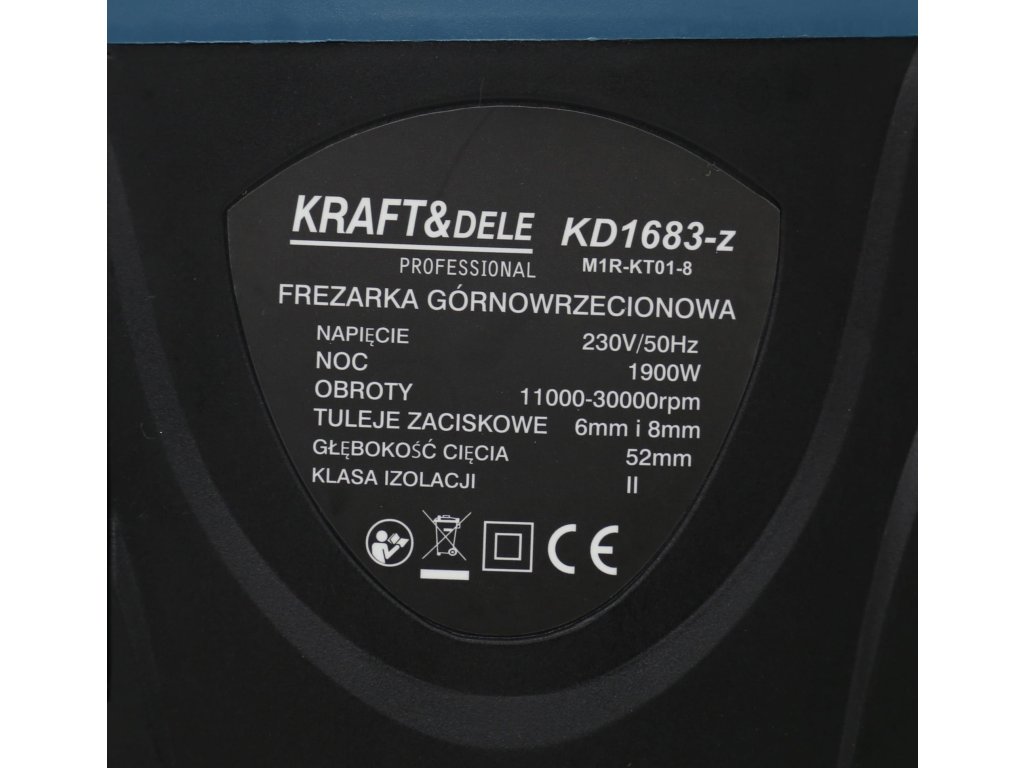 KRAFT&DELE KD1683-z
PROFESSIONAL M1R-KT01-8
FREZARKA GÓRNOWRZECIONOWA
NAPIĘCIE 230V/50Hz
NOC 1900W
OBROTY 11000-30000rpm
TULEJE ZACISKOWE 6mm i 8mm
GŁĘBOKOŚĆ CIĘCIA 52mm
KLASA IZOLACJI II
CE